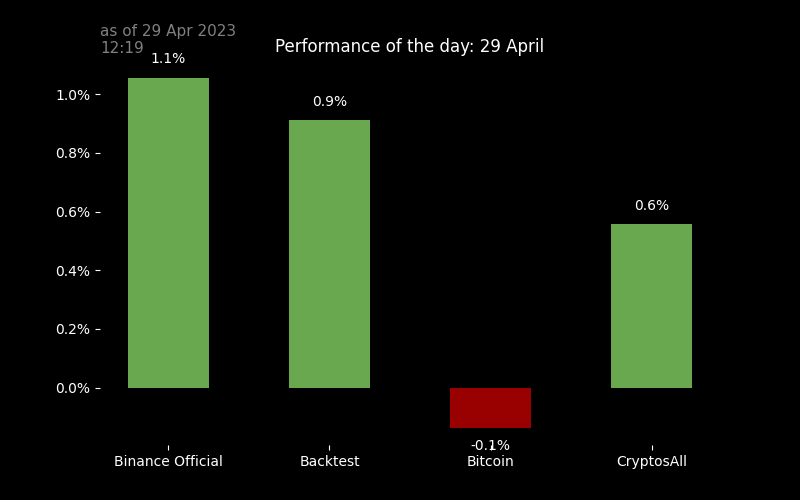 as of 29 Apr 2023
12:19
Performance of the day: 29 April
1.1%
0.9%
0.6%
-0.1%
1.0%
0.8%
0.6%
0.4%
0.2%
0.0%
Binance Official
Backtest
Bitcoin
CryptosAll